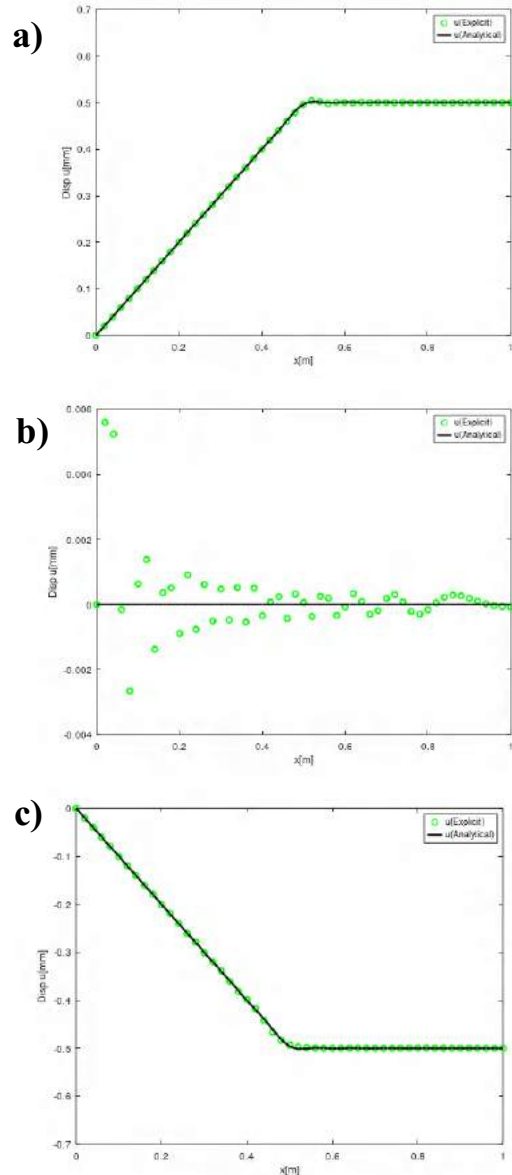 a)
0.7
0.6
0.5
0.4
0.3
0.2
0.1
0
Disp u[mm]
u(Explicit)
u(Analytical)
0 0.2 0.4 0.6 0.8 1
x[m]
b)
0.006
0.004
0.002
0
-0.002
-0.004
Disp u[mm]
u(Explicit)
u(Analytical)
0 0.2 0.4 0.6 0.8 1
x[m]
c)
0
-0.1
-0.2
-0.3
-0.4
-0.5
-0.6
-0.7
Disp u[mm]
u(Explicit)
u(Analytical)
0 0.2 0.4 0.6 0.8 1
x[m]